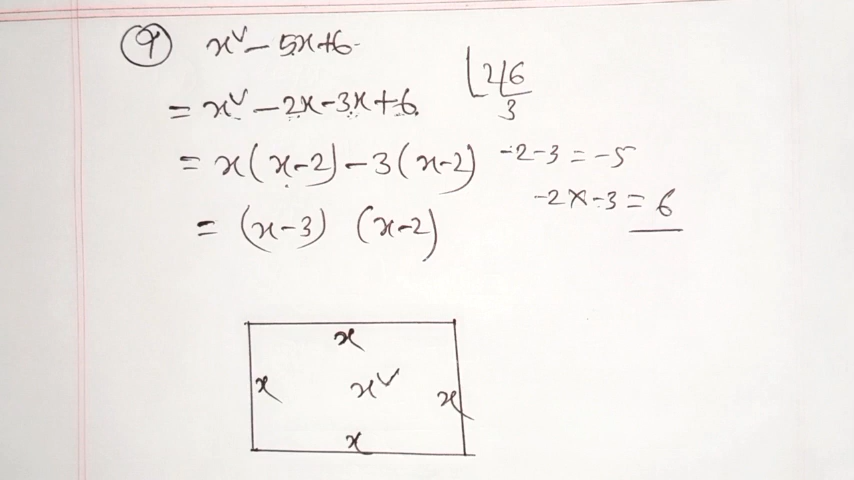 9 x² - 5x+6
= x² - 2x-3x+6
2|6
3
= x(x-2) - 3(x-2)
-2-3 = -5
-2×-3 = 6
= (x-3) (x-2)
x
x x² x
x